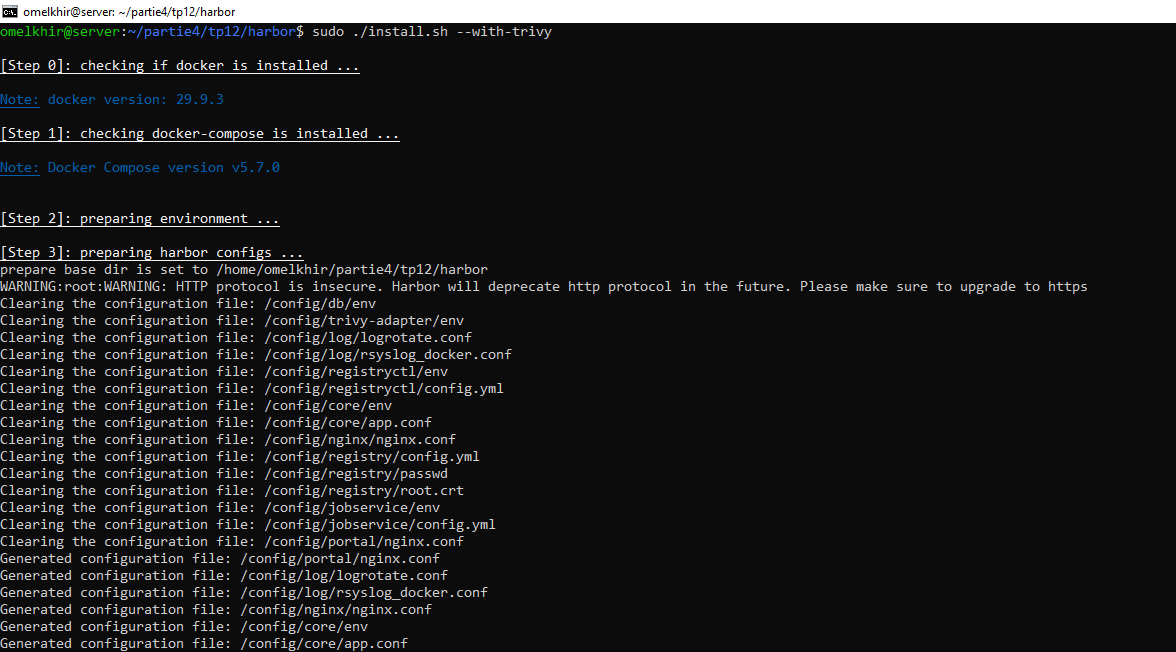 omelkhir@server: ~/partie4/tp12/harbor
omelkhir@server:~/partie4/tp12/harbor$ sudo ./install.sh --with-trivy
[Step 0]: checking if docker is installed ...
Note: docker version: 29.9.3
[Step 1]: checking docker-compose is installed ...
Note: Docker Compose version v5.7.0
[Step 2]: preparing environment ...
[Step 3]: preparing harbor configs ...
prepare base dir is set to /home/omelkhir/partie4/tp12/harbor
WARNING:root:WARNING: HTTP protocol is insecure. Harbor will deprecate http protocol in the future. Please make sure to upgrade to https
Clearing the configuration file: /config/db/env
Clearing the configuration file: /config/trivy-adapter/env
Clearing the configuration file: /config/log/logrotate.conf
Clearing the configuration file: /config/log/rsyslog_docker.conf
Clearing the configuration file: /config/registryctl/env
Clearing the configuration file: /config/registryctl/config.yml
Clearing the configuration file: /config/core/env
Clearing the configuration file: /config/core/app.conf
Clearing the configuration file: /config/nginx/nginx.conf
Clearing the configuration file: /config/registry/config.yml
Clearing the configuration file: /config/registry/passwd
Clearing the configuration file: /config/registry/root.crt
Clearing the configuration file: /config/jobservice/env
Clearing the configuration file: /config/jobservice/config.yml
Clearing the configuration file: /config/portal/nginx.conf
Generated configuration file: /config/portal/nginx.conf
Generated configuration file: /config/log/logrotate.conf
Generated configuration file: /config/log/rsyslog_docker.conf
Generated configuration file: /config/nginx/nginx.conf
Generated configuration file: /config/core/env
Generated configuration file: /config/core/app.conf